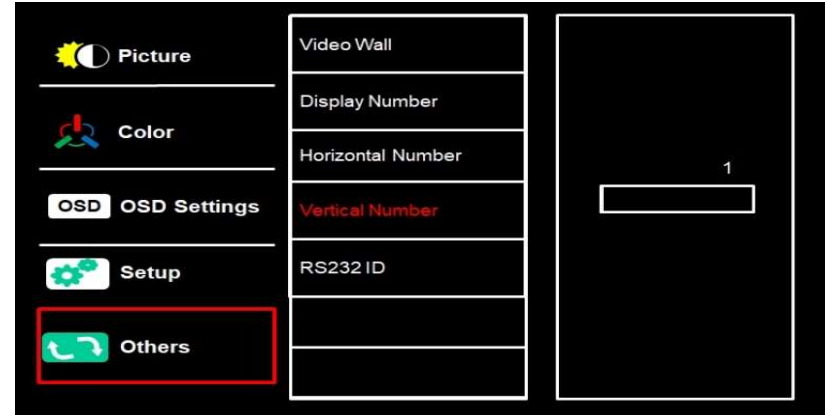 Picture
Color
OSD OSD Settings
Setup
Others
Video Wall
Display Number
Horizontal Number
Vertical Number
RS232 ID
1